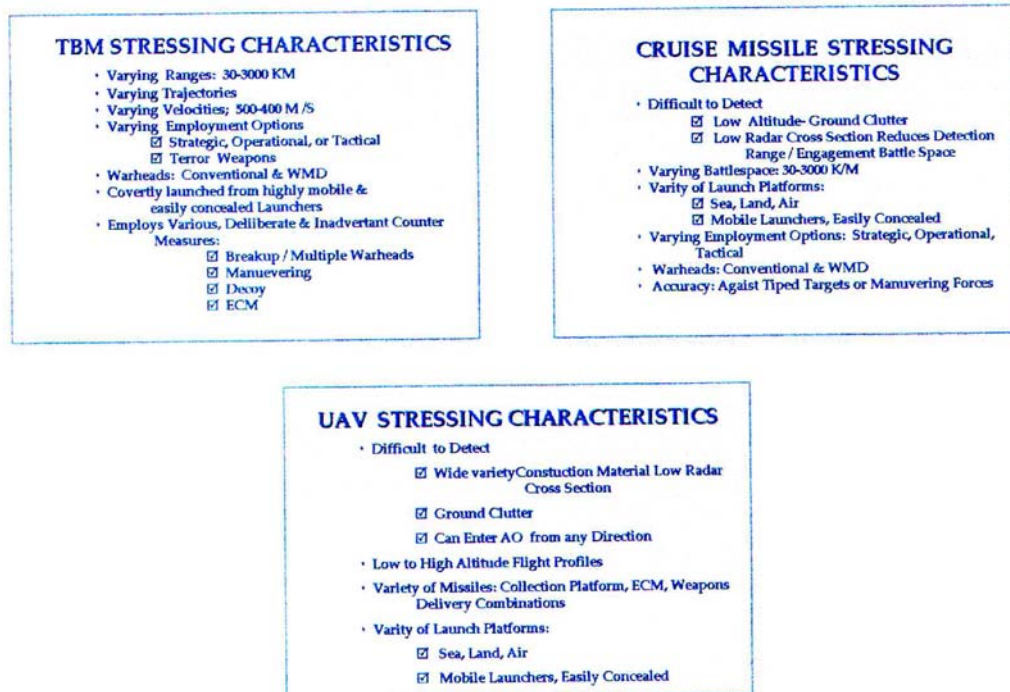 TBM STRESSING CHARACTERISTICS
· Varying Ranges: 30-3000 KM
· Varying Trajectories
· Varying Velocities; 500-400 M/S
· Varying Employment Options
☑ Strategic, Operational, or Tactical
☑ Terror Weapons
· Warheads: Conventional & WMD
· Covertly launched from highly mobile &
easily concealed Launchers
· Employs Various, Deliiberate & Inadvertant Counter
Measures:
☑ Breakup / Multiple Warheads
☑ Manuevering
☑ Decoy
☑ ECM
CRUISE MISSILE STRESSING
CHARACTERISTICS
· Difficult to Detect
☑ Low Altitude- Ground Clutter
☑ Low Radar Cross Section Reduces Detection
Range / Engagement Battle Space
· Varying Battlespace: 30-3000 K/M
· Varity of Launch Platforms:
☑ Sea, Land, Air
☑ Mobile Launchers, Easily Concealed
· Varying Employment Options: Strategic, Operational,
Tactical
· Warheads: Conventional & WMD
· Accuracy: Agaist Tiped Targets or Manuvering Forces
UAV STRESSING CHARACTERISTICS
· Difficult to Detect
☑ Wide varietyConstuction Material Low Radar
Cross Section
☑ Ground Clutter
☑ Can Enter AO from any Direction
· Low to High Altitude Flight Profiles
· Variety of Missiles: Collection Platform, ECM, Weapons
Delivery Combinations
· Varity of Launch Platforms:
☑ Sea, Land, Air
☑ Mobile Launchers, Easily Concealed